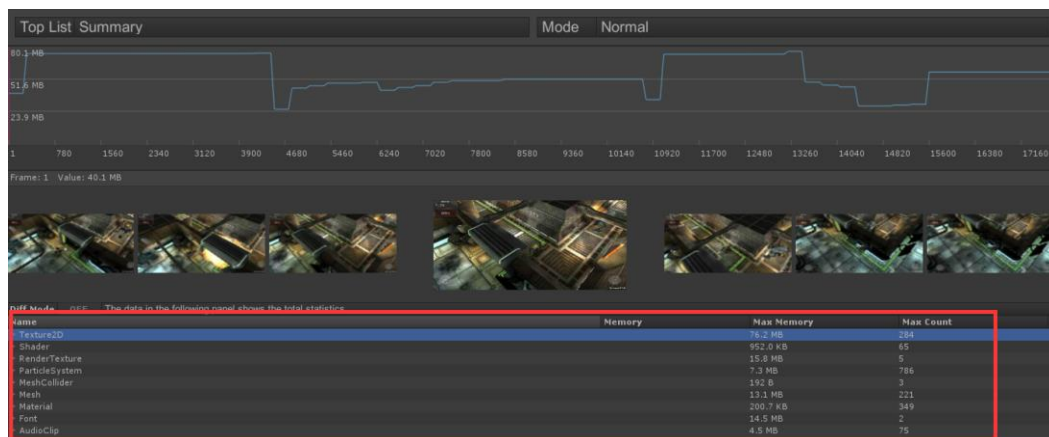 Top List Summary Mode Normal
80.1 MB
51.6 MB
23.9 MB
1 780 1560 2340 3120 3900 4680 5460 6240 7020 7800 8580 9360 10140 10920 11700 12480 13260 14040 14820 15600 16380 17160
Frame: 1 Value: 40.1 MB
Diff Mode OFF The data in the following panel shows the total statistics
Name Memory Max Memory Max Count
Texture2D 76.2 MB 284
Shader 952.0 KB 65
RenderTexture 15.8 MB 5
ParticleSystem 7.3 MB 786
MeshCollider 192 B 3
Mesh 13.1 MB 221
Material 200.7 KB 349
Font 14.5 MB 2
AudioClip 4.5 MB 75